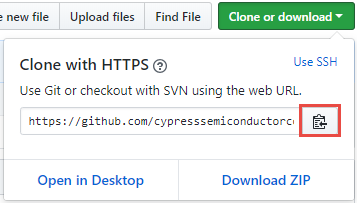 e new file Upload files Find File Clone or download
Clone with HTTPS ? Use SSH
Use Git or checkout with SVN using the web URL.
https://github.com/cypresssemiconductorc
Open in Desktop Download ZIP